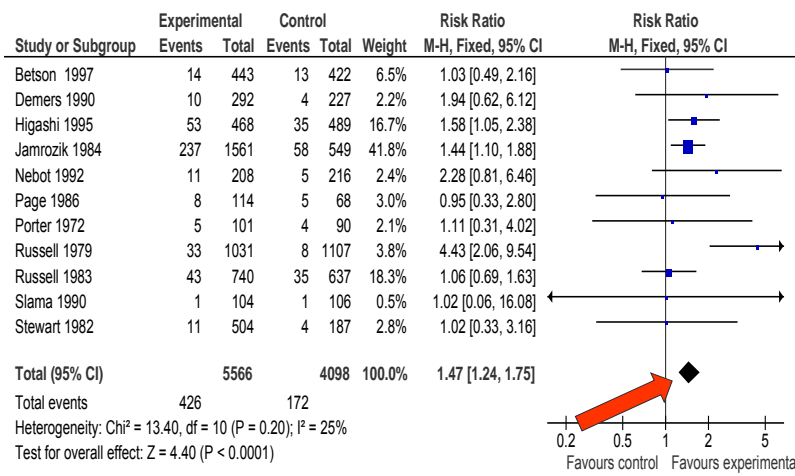 Experimental Control Risk Ratio Risk Ratio
Study or Subgroup Events Total Events Total Weight M-H, Fixed, 95% CI M-H, Fixed, 95% CI
Betson 1997 14 443 13 422 6.5% 1.03 [0.49, 2.16]
Demers 1990 10 292 4 227 2.2% 1.94 [0.62, 6.12]
Higashi 1995 53 468 35 489 16.7% 1.58 [1.05, 2.38]
Jamrozik 1984 237 1561 58 549 41.8% 1.44 [1.10, 1.88]
Nebot 1992 11 208 5 216 2.4% 2.28 [0.81, 6.46]
Page 1986 8 114 5 68 3.0% 0.95 [0.33, 2.80]
Porter 1972 5 101 4 90 2.1% 1.11 [0.31, 4.02]
Russell 1979 33 1031 8 1107 3.8% 4.43 [2.06, 9.54]
Russell 1983 43 740 35 637 18.3% 1.06 [0.69, 1.63]
Slama 1990 1 104 1 106 0.5% 1.02 [0.06, 16.08]
Stewart 1982 11 504 4 187 2.8% 1.02 [0.33, 3.16]
Total (95% CI) 5566 4098 100.0% 1.47 [1.24, 1.75]
Total events 426 172
Heterogeneity: Chi² = 13.40, df = 10 (P = 0.20); I² = 25%
Test for overall effect: Z = 4.40 (P < 0.0001)
0.2 0.5 1 2 5
Favours control Favours experimenta